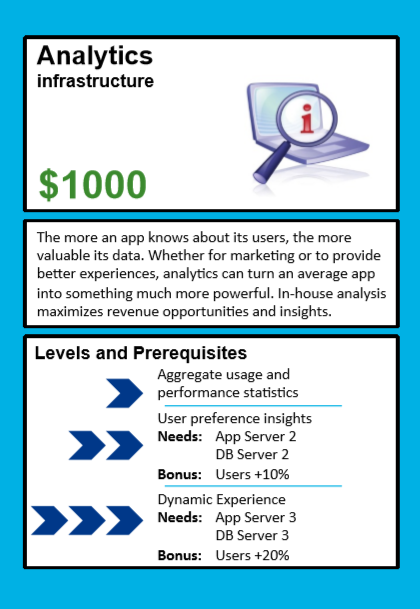 Analytics
infrastructure
i
$1000
The more an app knows about its users, the more
valuable its data. Whether for marketing or to provide
better experiences, analytics can turn an average app
into something much more powerful. In-house analysis
maximizes revenue opportunities and insights.
Levels and Prerequisites
Aggregate usage and
performance statistics
User preference insights
Needs: App Server 2
DB Server 2
Bonus: Users +10%
Dynamic Experience
Needs: App Server 3
DB Server 3
Bonus: Users +20%